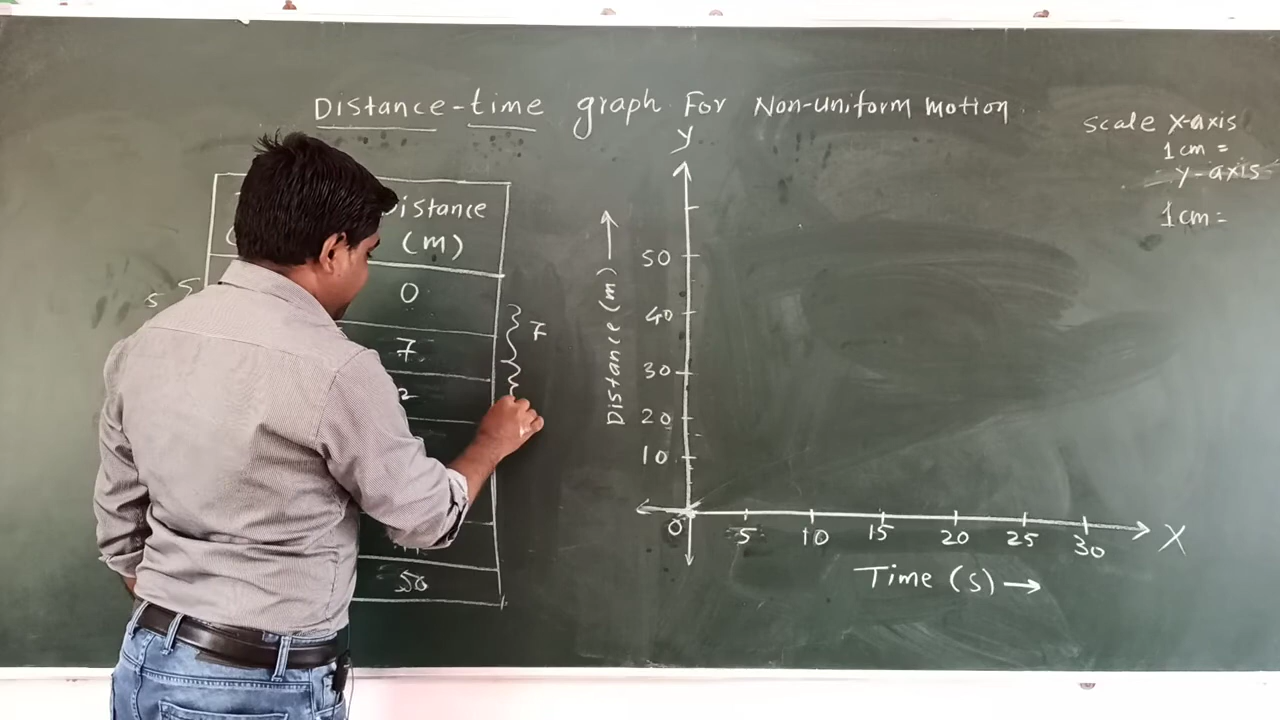 Distance-time graph For Non-uniform motion
Scale X-axis
1 cm =
y-axis
1 cm =
Distance
(m)
0
7
50
5
7
y
Distance (m)
50
40
30
20
10
0
5 10 15 20 25 30
X
Time (s)